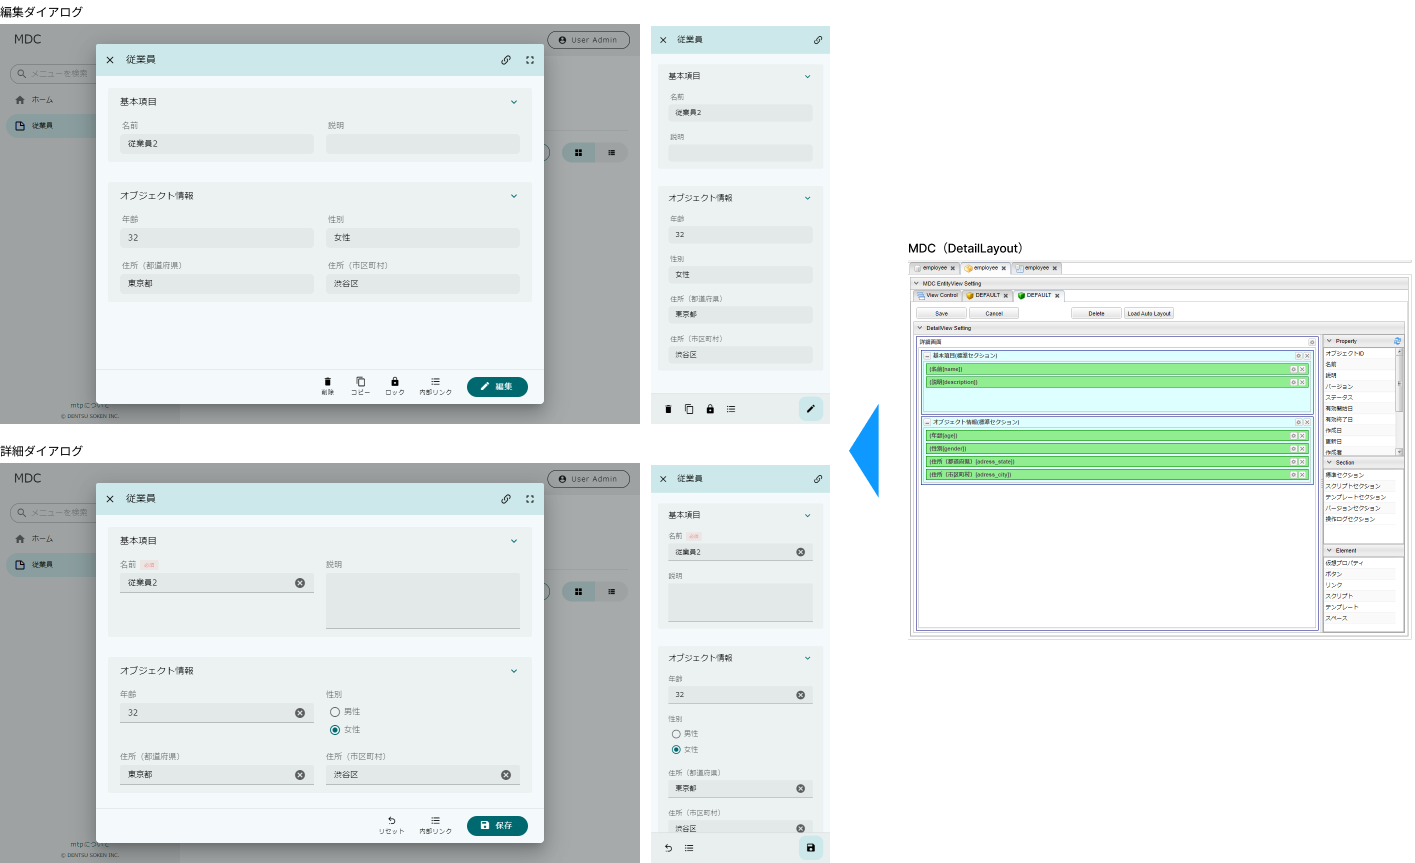 編集ダイアログ
MDC
User Admin
メニューを検索
ホーム
従業員
従業員
基本項目
名前
説明
従業員2
オブジェクト情報
年齢
性別
32
女性
住所（都道府県）
住所（市区町村）
東京都
渋谷区
削除
コピー
ロック
内部リンク
編集
mtpについて
© DENTSU SOKEN INC.
従業員
基本項目
名前
従業員2
説明
オブジェクト情報
年齢
32
性別
女性
住所（都道府県）
東京都
住所（市区町村）
渋谷区
詳細ダイアログ
MDC
User Admin
メニューを検索
ホーム
従業員
従業員
基本項目
名前 必須
説明
従業員2
オブジェクト情報
年齢
性別
32
男性
女性
住所（都道府県）
住所（市区町村）
東京都
渋谷区
リセット
内部リンク
保存
mtpについて
© DENTSU SOKEN INC.
従業員
基本項目
名前 必須
従業員2
説明
オブジェクト情報
年齢
32
性別
男性
女性
住所（都道府県）
東京都
住所（市区町村）
渋谷区
MDC（DetailLayout）
employee
employee
employee
MDC EntityView Setting
View Control
DEFAULT
DEFAULT
Save
Cancel
Delete
Load Auto Layout
DetailView Setting
詳細画面
基本項目(標準セクション)
{名前[name]}
{説明[description]}
オブジェクト情報(標準セクション)
{年齢[age]}
{性別[gender]}
{住所（都道府県）[adress_state]}
{住所（市区町村）[adress_city]}
Property
オブジェクトID
名前
説明
バージョン
ステータス
有効開始日
有効終了日
作成日
更新日
作成者
Section
標準セクション
スクリプトセクション
テンプレートセクション
バージョンセクション
操作ログセクション
Element
仮想プロパティ
ボタン
リンク
スクリプト
テンプレート
スペース